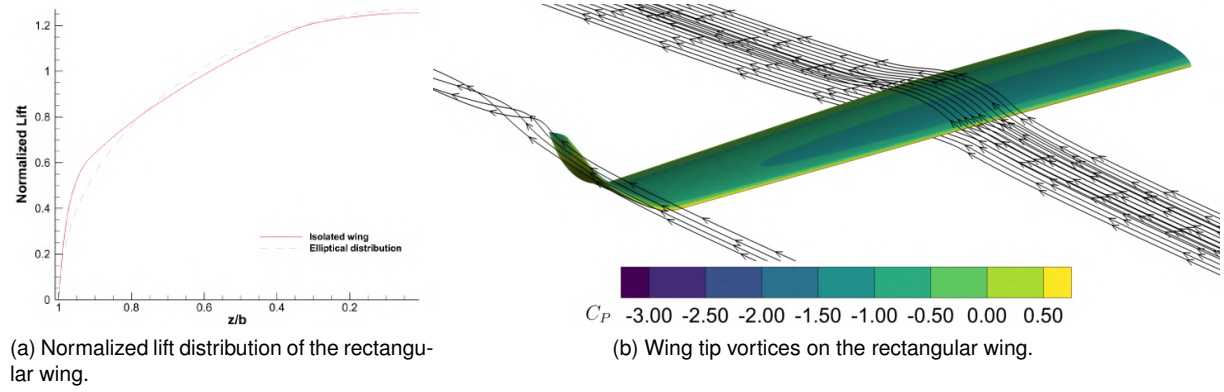 1.2
1
0.8
0.6
0.4
0.2
0
Normalized Lift
1
0.8
0.6
0.4
0.2
z/b
Isolated wing
Elliptical distribution
C_P -3.00 -2.50 -2.00 -1.50 -1.00 -0.50 0.00 0.50
(a) Normalized lift distribution of the rectangu-
lar wing.
(b) Wing tip vortices on the rectangular wing.